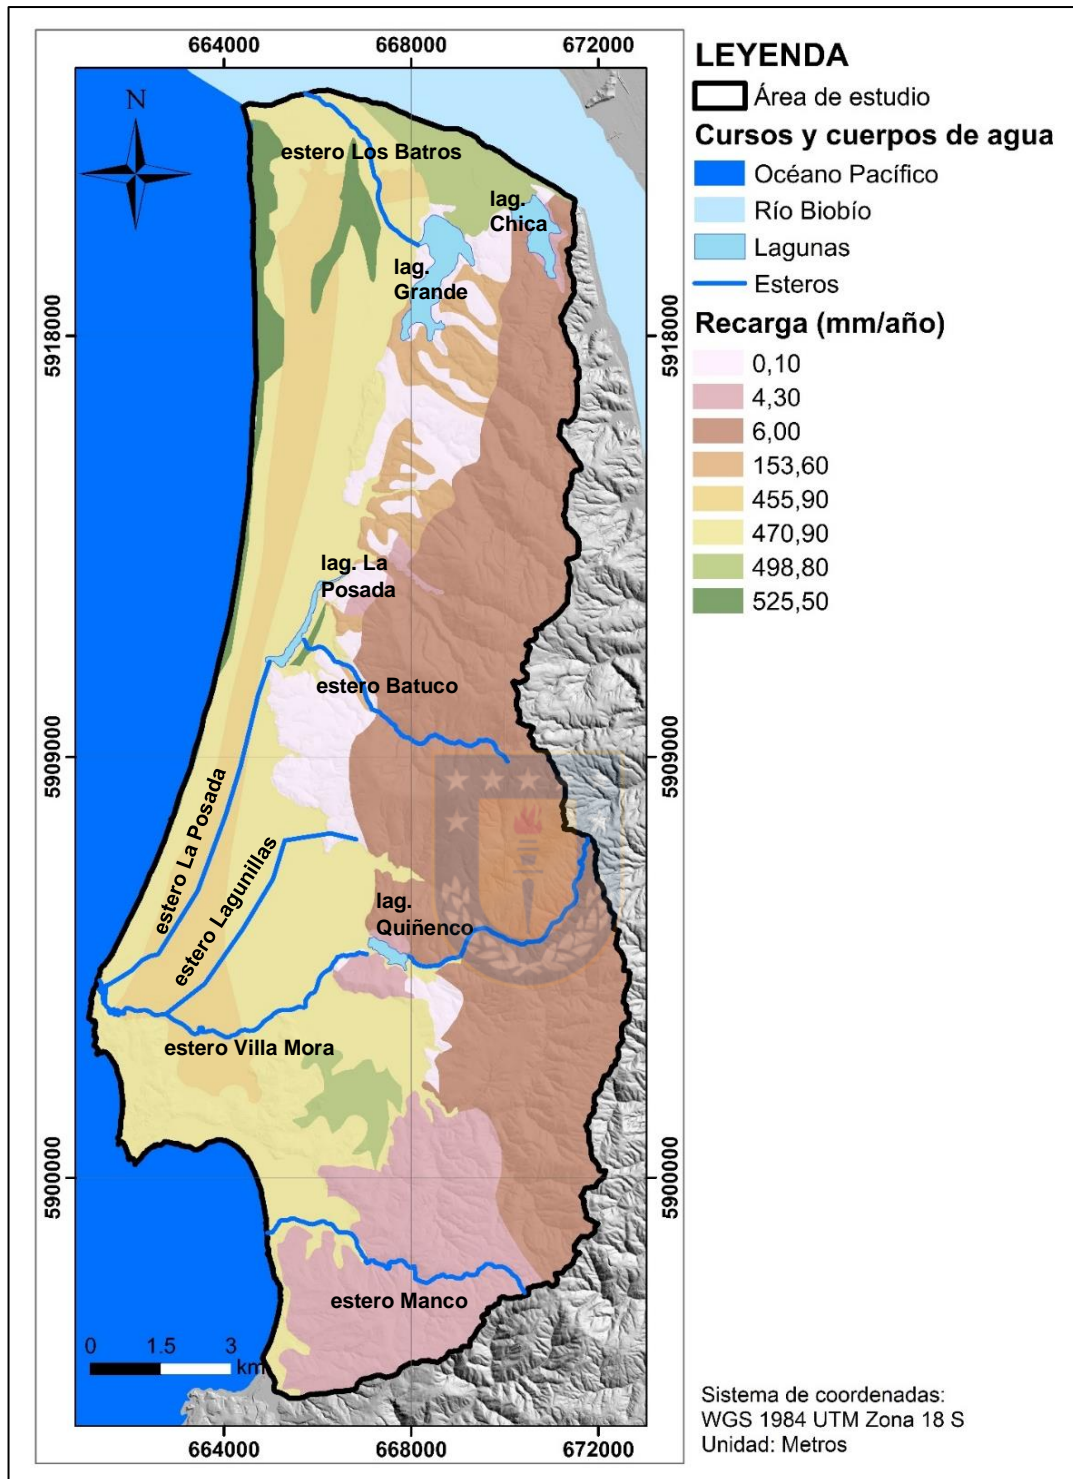 664000 668000 672000
N
estero Los Batros
lag.
Chica
lag.
Grande
5918000
5918000
lag. La
Posada
estero Batuco
5909000
5909000
estero La Posada
estero Lagunillas
lag.
Quiñenco
estero Villa Mora
5900000
5900000
estero Manco
0 1.5 3
km
664000 668000 672000
LEYENDA
Área de estudio
Cursos y cuerpos de agua
Océano Pacífico
Río Biobío
Lagunas
Esteros
Recarga (mm/año)
0,10
4,30
6,00
153,60
455,90
470,90
498,80
525,50
Sistema de coordenadas:
WGS 1984 UTM Zona 18 S
Unidad: Metros